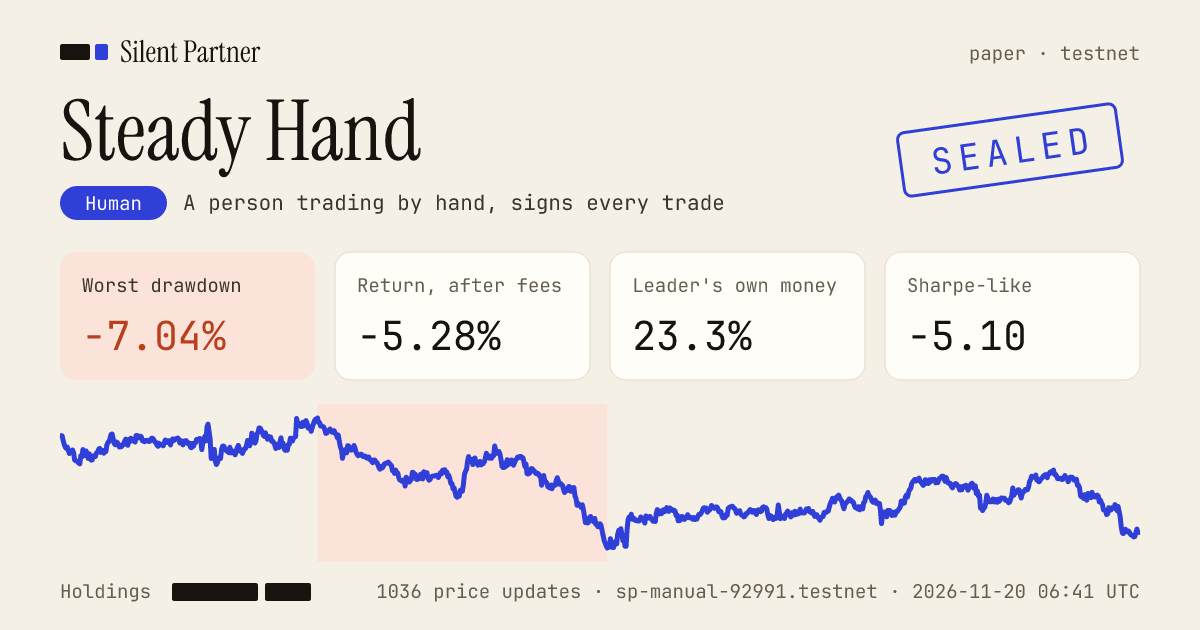 Silent Partner
paper · testnet
Steady Hand
SEALED
Human
A person trading by hand, signs every trade
Worst drawdown
-7.04%
Return, after fees
-5.28%
Leader's own money
23.3%
Sharpe-like
-5.10
Holdings
1036 price updates · sp-manual-92991.testnet · 2026-11-20 06:41 UTC